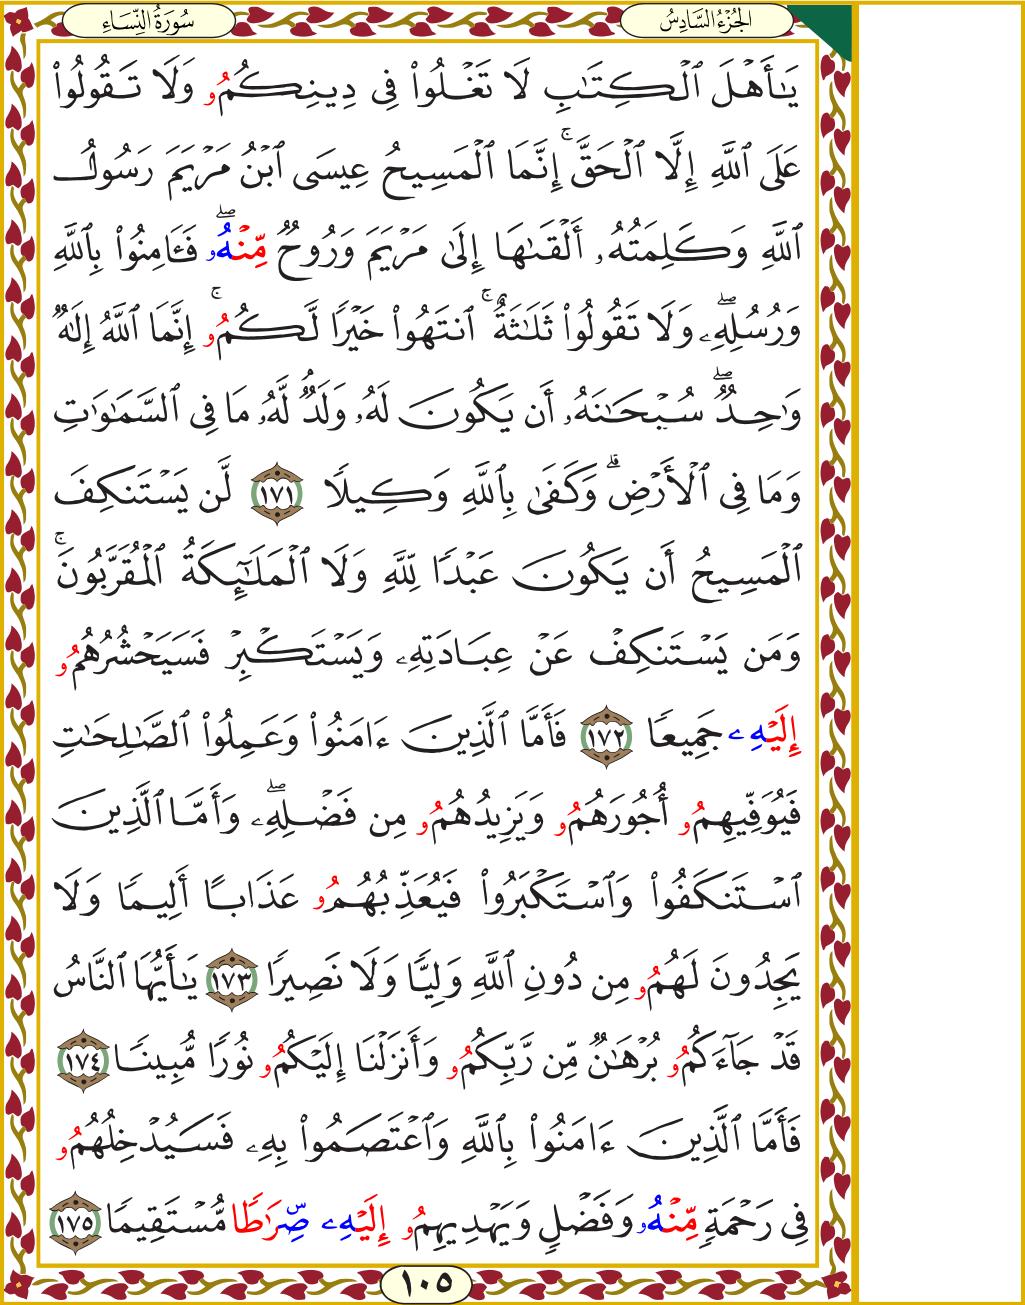 سُورَةُ النِّسَاءِ
الجُزْءُ السَّادِسُ
يَٰٓأَهْلَ ٱلْكِتَٰبِ لَا تَغْلُوا۟ فِى دِينِكُمُۥ وَلَا تَقُولُوا۟
عَلَى ٱللَّهِ إِلَّا ٱلْحَقَّ ۚ إِنَّمَا ٱلْمَسِيحُ عِيسَى ٱبْنُ مَرْيَمَ رَسُولُ
ٱللَّهِ وَكَلِمَتُهُۥ أَلْقَىٰهَا إِلَىٰ مَرْيَمَ وَرُوحٌ مِّنْهُۥ ۖ فَـَٔامِنُوا۟ بِٱللَّهِ
وَرُسُلِهِۦ ۖ وَلَا تَقُولُوا۟ ثَلَٰثَةٌ ۚ ٱنتَهُوا۟ خَيْرًا لَّكُمُۥ ۚ إِنَّمَا ٱللَّهُ إِلَٰهٌ
وَٰحِدٌ ۖ سُبْحَٰنَهُۥ أَن يَكُونَ لَهُۥ وَلَدٌ ۘ لَّهُۥ مَا فِى ٱلسَّمَٰوَٰتِ
وَمَا فِى ٱلْأَرْضِ ۗ وَكَفَىٰ بِٱللَّهِ وَكِيلًا ١٧١ لَّن يَسْتَنكِفَ
ٱلْمَسِيحُ أَن يَكُونَ عَبْدًا لِّلَّهِ وَلَا ٱلْمَلَٰٓئِكَةُ ٱلْمُقَرَّبُونَ ۚ
وَمَن يَسْتَنكِفْ عَنْ عِبَادَتِهِۦ وَيَسْتَكْبِرْ فَسَيَحْشُرُهُمُۥ
إِلَيْهِۦ جَمِيعًا ١٧٢ فَأَمَّا ٱلَّذِينَ ءَامَنُوا۟ وَعَمِلُوا۟ ٱلصَّٰلِحَٰتِ
فَيُوَفِّيهِمُۥ أُجُورَهُمُۥ وَيَزِيدُهُمُۥ مِن فَضْلِهِۦ ۖ وَأَمَّا ٱلَّذِينَ
ٱسْتَنكَفُوا۟ وَٱسْتَكْبَرُوا۟ فَيُعَذِّبُهُمُۥ عَذَابًا أَلِيمًا وَلَا
يَجِدُونَ لَهُمُۥ مِن دُونِ ٱللَّهِ وَلِيًّا وَلَا نَصِيرًا ١٧٣ يَٰٓأَيُّهَا ٱلنَّاسُ
قَدْ جَآءَكُمُۥ بُرْهَٰنٌ مِّن رَّبِّكُمُۥ وَأَنزَلْنَا إِلَيْكُمُۥ نُورًا مُّبِينًا ١٧٤
فَأَمَّا ٱلَّذِينَ ءَامَنُوا۟ بِٱللَّهِ وَٱعْتَصَمُوا۟ بِهِۦ فَسَيُدْخِلُهُمُۥ
فِى رَحْمَةٍ مِّنْهُۥ وَفَضْلٍ وَيَهْدِيهِمُۥ إِلَيْهِۦ صِّرَٰطًا مُّسْتَقِيمًا ١٧٥
١٠٥